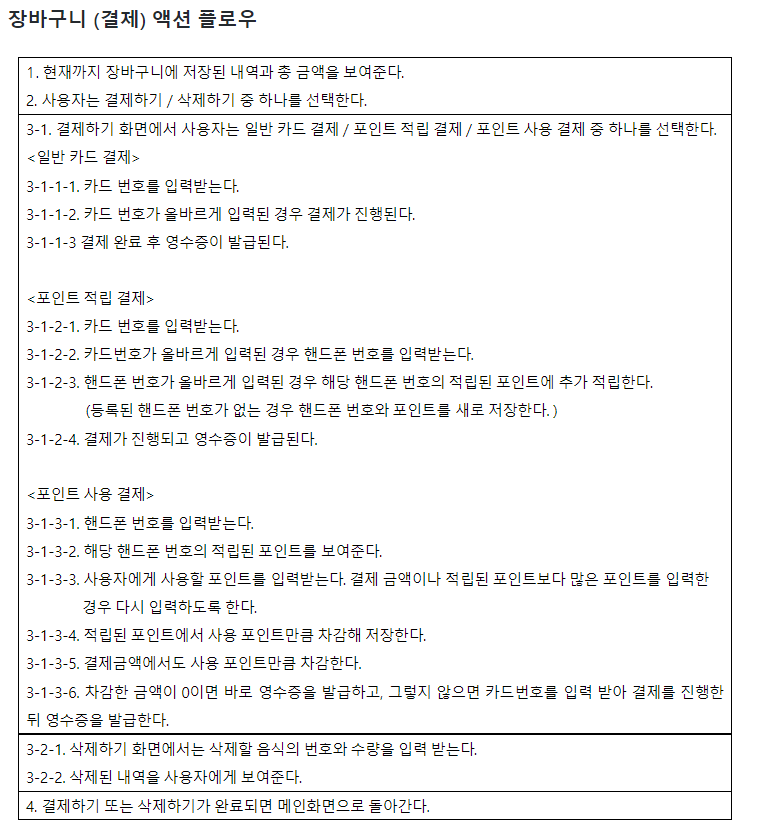 장바구니 (결제) 액션 플로우
1. 현재까지 장바구니에 저장된 내역과 총 금액을 보여준다.
2. 사용자는 결제하기 / 삭제하기 중 하나를 선택한다.
3-1. 결제하기 화면에서 사용자는 일반 카드 결제 / 포인트 적립 결제 / 포인트 사용 결제 중 하나를 선택한다.
<일반 카드 결제>
3-1-1-1. 카드 번호를 입력받는다.
3-1-1-2. 카드 번호가 올바르게 입력된 경우 결제가 진행된다.
3-1-1-3 결제 완료 후 영수증이 발급된다.
<포인트 적립 결제>
3-1-2-1. 카드 번호를 입력받는다.
3-1-2-2. 카드번호가 올바르게 입력된 경우 핸드폰 번호를 입력받는다.
3-1-2-3. 핸드폰 번호가 올바르게 입력된 경우 해당 핸드폰 번호의 적립된 포인트에 추가 적립한다.
(등록된 핸드폰 번호가 없는 경우 핸드폰 번호와 포인트를 새로 저장한다. )
3-1-2-4. 결제가 진행되고 영수증이 발급된다.
<포인트 사용 결제>
3-1-3-1. 핸드폰 번호를 입력받는다.
3-1-3-2. 해당 핸드폰 번호의 적립된 포인트를 보여준다.
3-1-3-3. 사용자에게 사용할 포인트를 입력받는다. 결제 금액이나 적립된 포인트보다 많은 포인트를 입력한
경우 다시 입력하도록 한다.
3-1-3-4. 적립된 포인트에서 사용 포인트만큼 차감해 저장한다.
3-1-3-5. 결제금액에서도 사용 포인트만큼 차감한다.
3-1-3-6. 차감한 금액이 0이면 바로 영수증을 발급하고, 그렇지 않으면 카드번호를 입력 받아 결제를 진행한
뒤 영수증을 발급한다.
3-2-1. 삭제하기 화면에서는 삭제할 음식의 번호와 수량을 입력 받는다.
3-2-2. 삭제된 내역을 사용자에게 보여준다.
4. 결제하기 또는 삭제하기가 완료되면 메인화면으로 돌아간다.